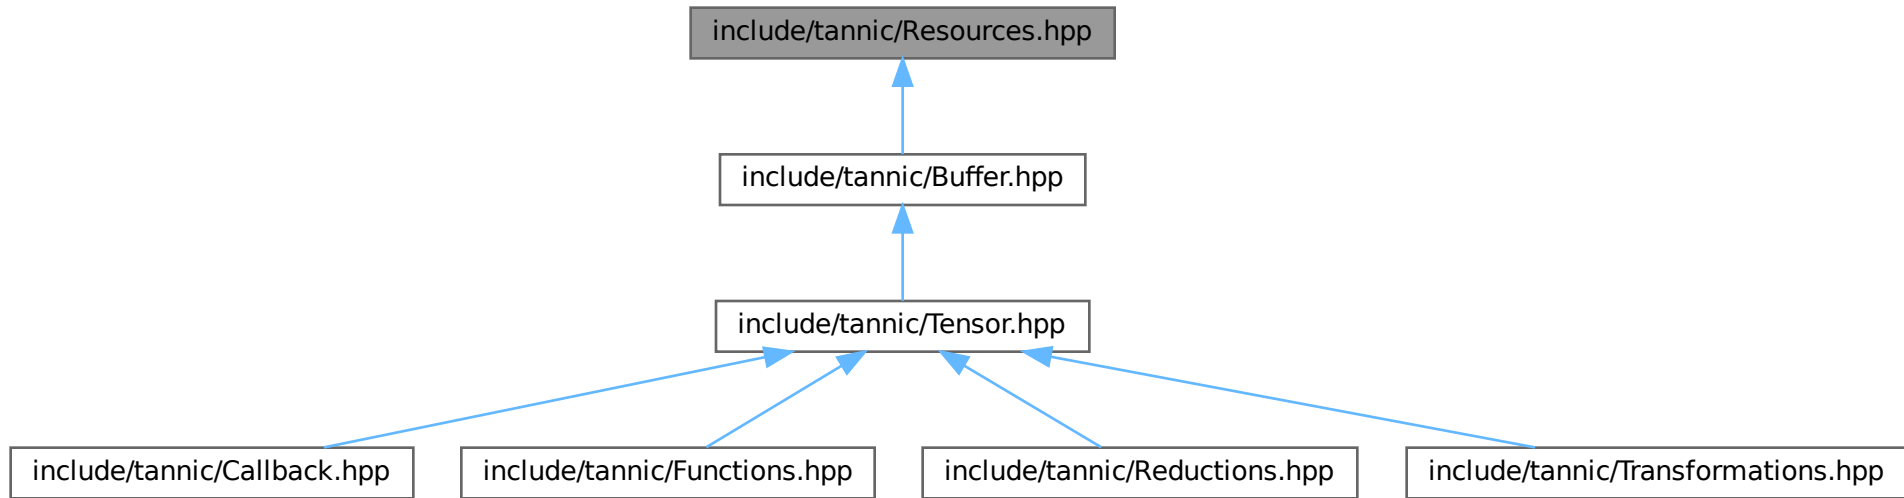 include/tannic/Resources.hpp
include/tannic/Buffer.hpp
include/tannic/Tensor.hpp
include/tannic/Callback.hpp
include/tannic/Functions.hpp
include/tannic/Reductions.hpp
include/tannic/Transformations.hpp